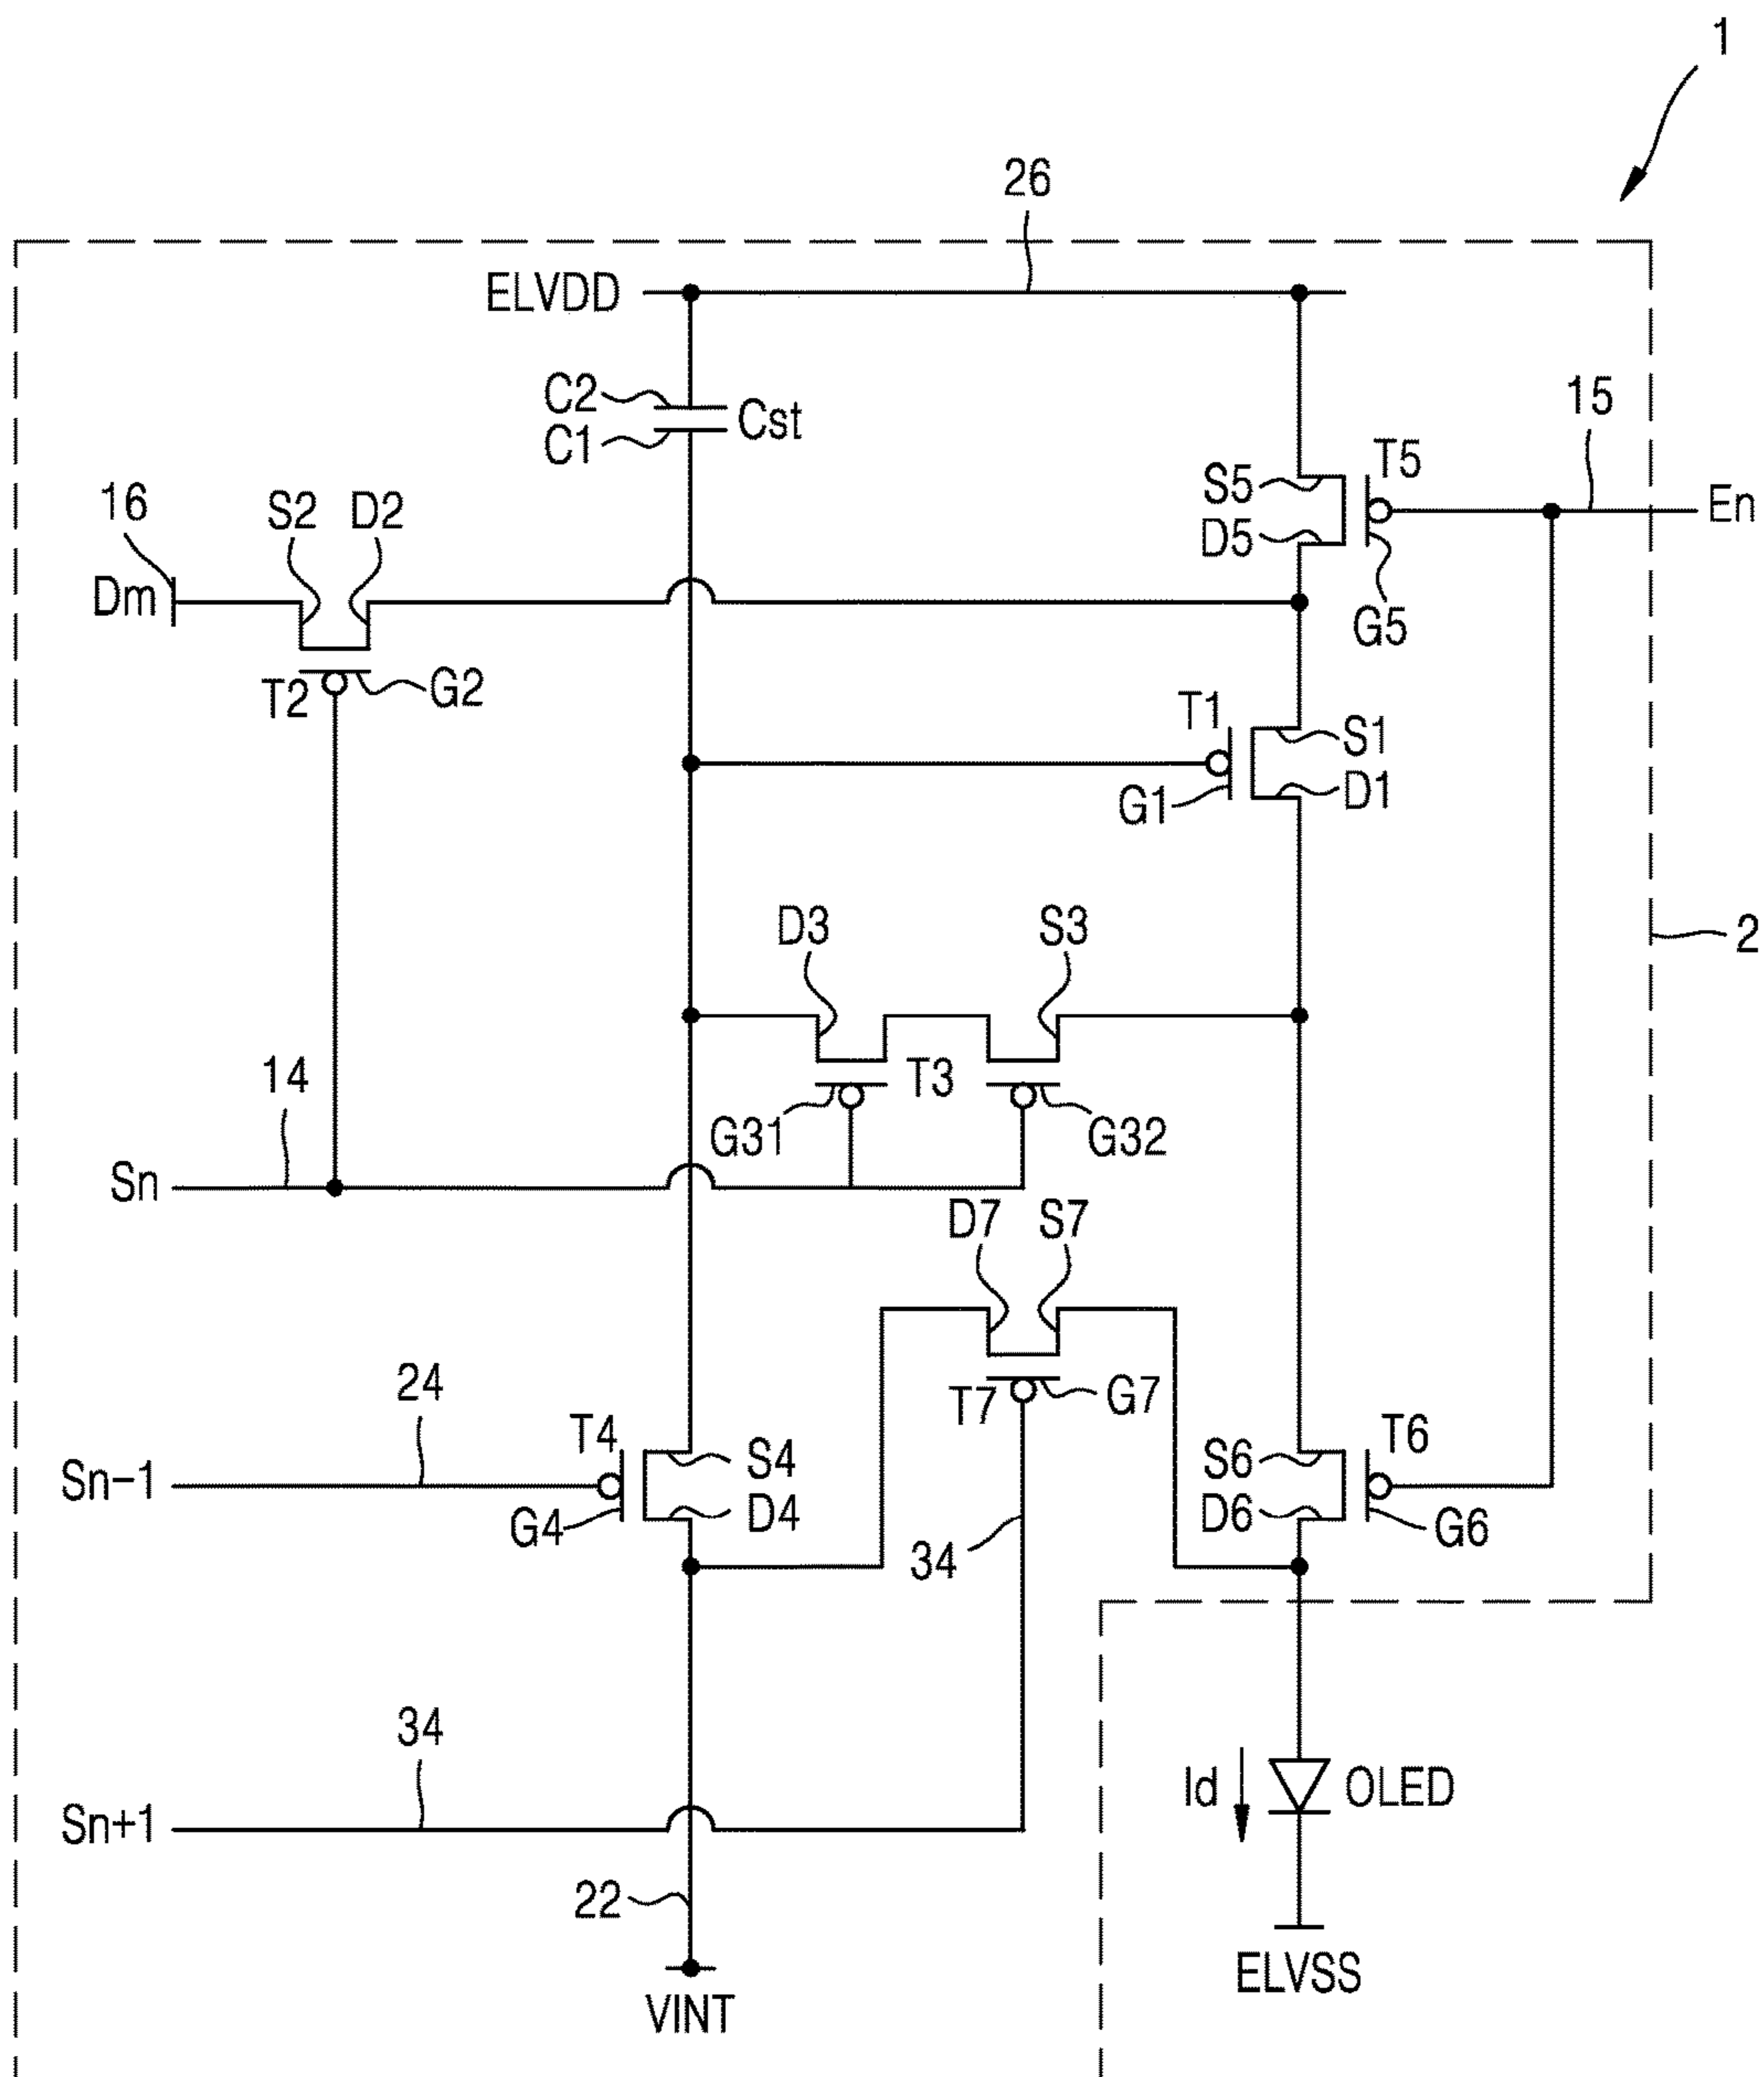 1
26
ELVDD
C2
Cst
C1
15
T5
S5
En
D5
16
S2
D2
Dm
G5
T2
G2
T1
S1
G1
D1
D3
S3
2
14
T3
G31
G32
Sn
D7
S7
24
T7
G7
T4
T6
Sn-1
S4
S6
G4
D4
D6
G6
34
34
Sn+1
Id
OLED
22
ELVSS
VINT